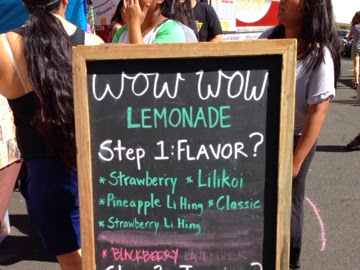 WOW WOW
LEMONADE
Step 1: FLAVOR?
* Strawberry * Lilikoi
* Pineapple Li Hing * Classic
* Strawberry Li Hing
* BLACKBERRY LAVENDER